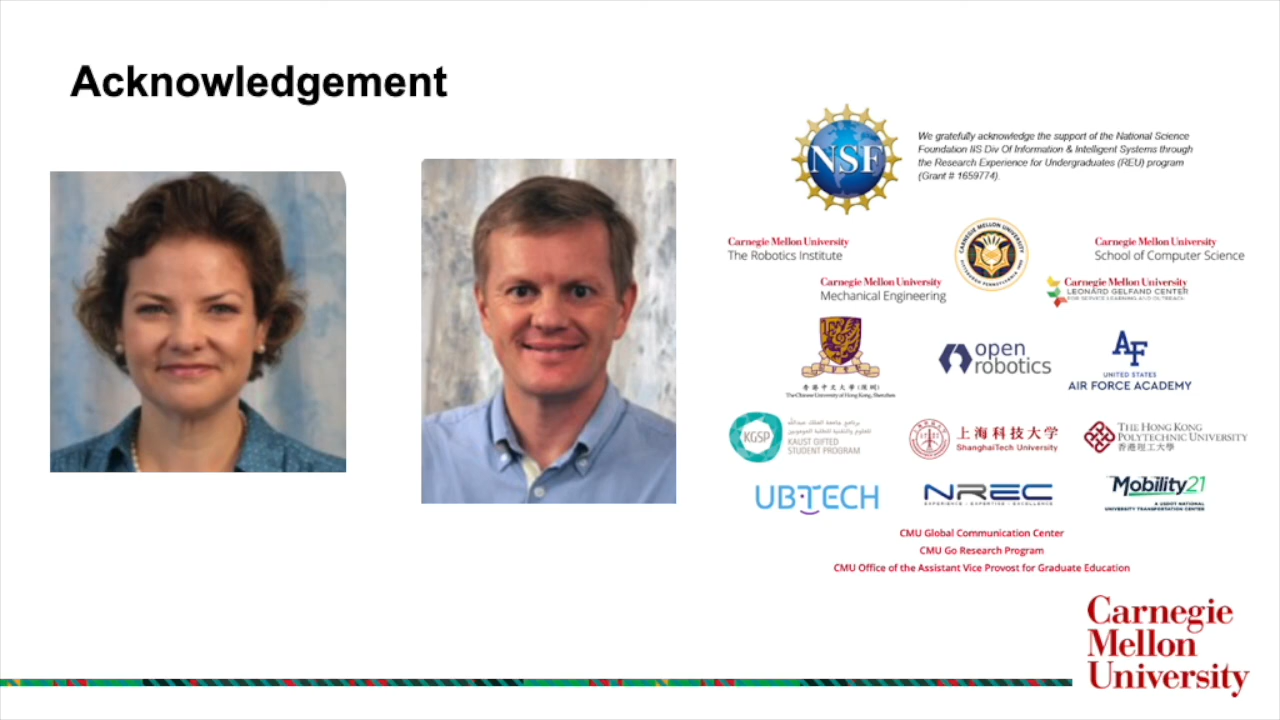 Acknowledgement
NSF
We gratefully acknowledge the support of the National Science
Foundation IIS Div Of Information & Intelligent Systems through
the Research Experience for Undergraduates (REU) program
(Grant # 1659774).
Carnegie Mellon University
The Robotics Institute
CARNEGIE MELLON UNIVERSITY
Carnegie Mellon University
School of Computer Science
Carnegie Mellon University
Mechanical Engineering
Carnegie Mellon University
LEONARD GELFAND CENTER
FOR SERVICE LEARNING AND OUTREACH
香港中文大學(深圳)
The Chinese University of Hong Kong, Shenzhen
open
robotics
AF
UNITED STATES
AIR FORCE ACADEMY
KGSP
برنامج جامعة الملك عبدالله
KAUST GIFTED
STUDENT PROGRAM
上海科技大学
ShanghaiTech University
THE HONG KONG
POLYTECHNIC UNIVERSITY
香港理工大學
UBTECH
NREC
EXPERIENCE - EXPERTISE - EXCELLENCE
Mobility21
A USDOT NATIONAL
UNIVERSITY TRANSPORTATION CENTER
CMU Global Communication Center
CMU Go Research Program
CMU Office of the Assistant Vice Provost for Graduate Education
Carnegie
Mellon
University